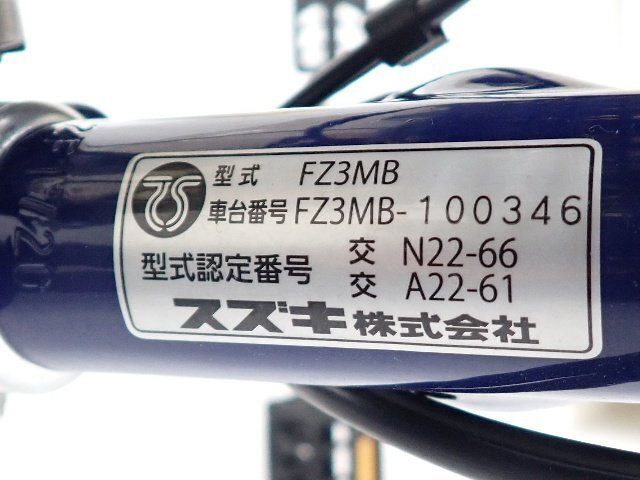 型式 FZ3MB
車台番号 FZ3MB-100346
型式認定番号 交 N22-66
交 A22-61
スズキ株式会社